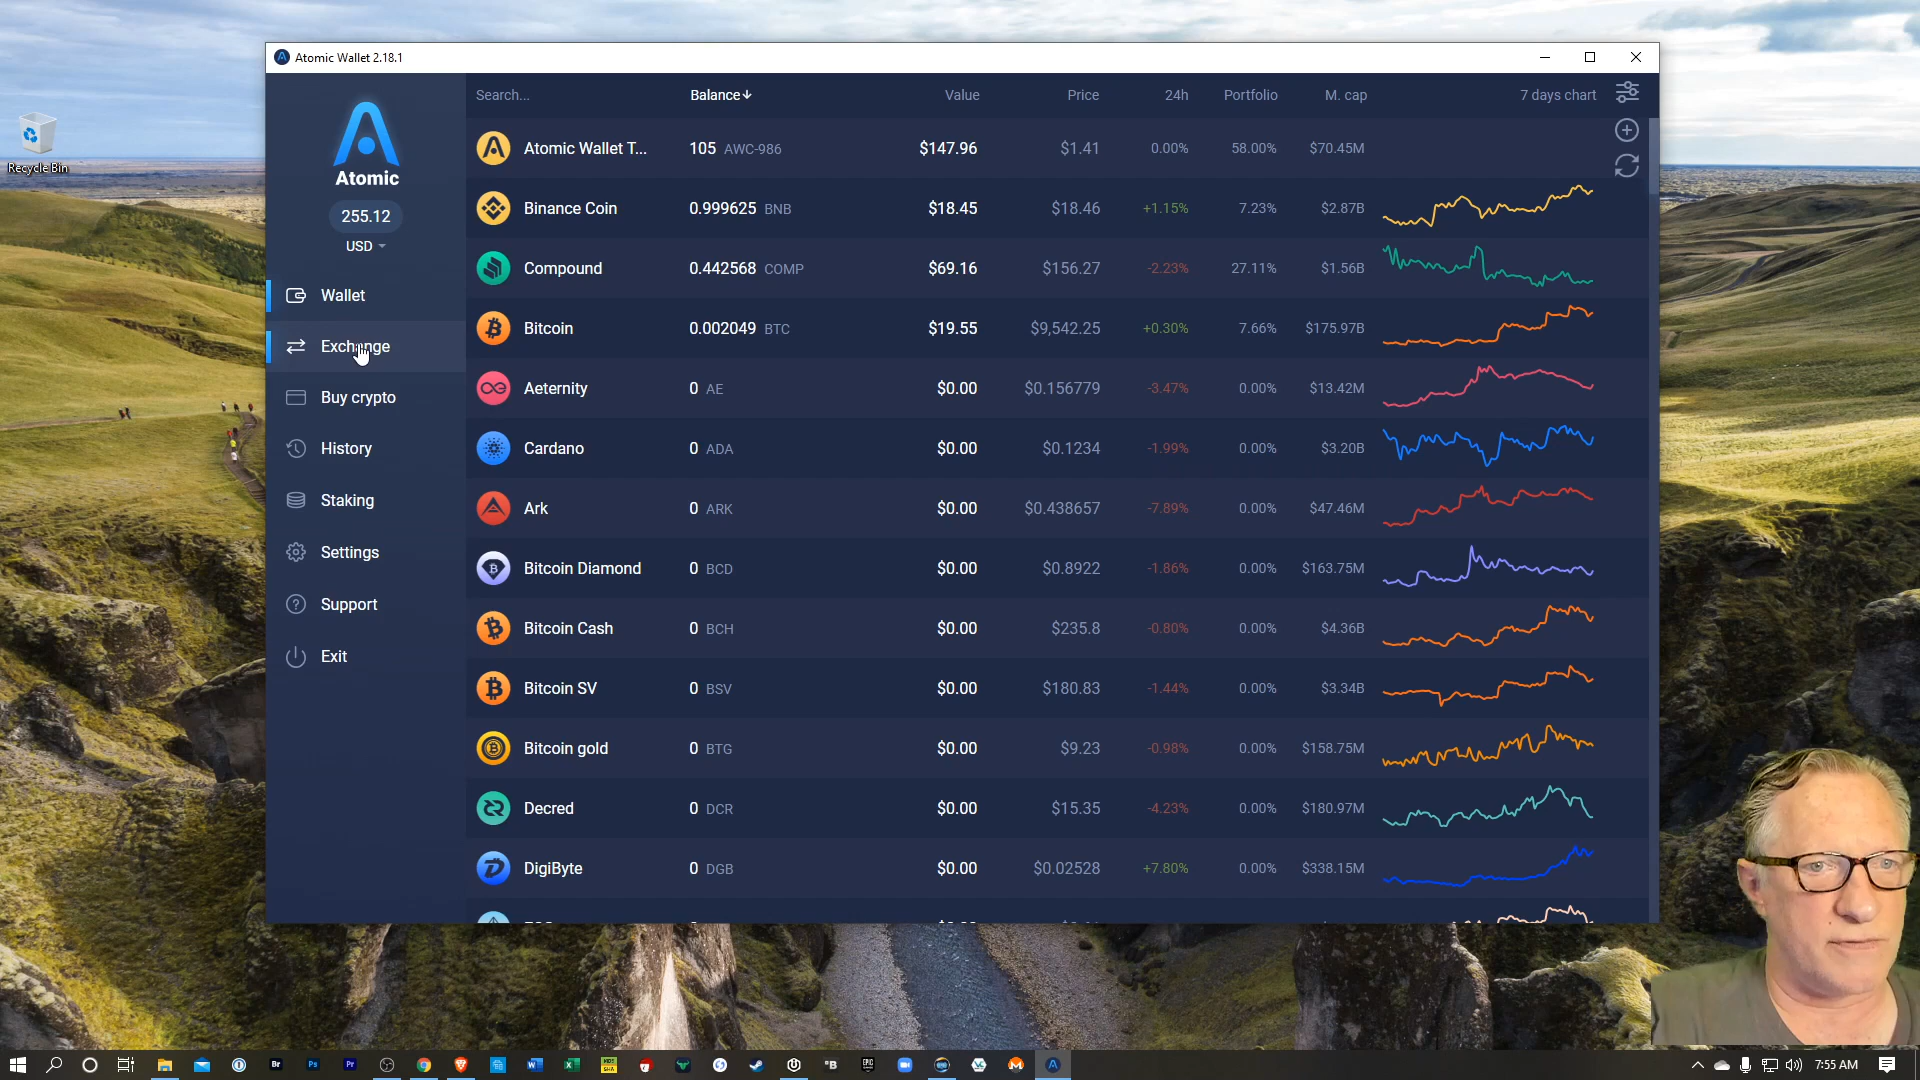 Atomic Wallet 2.18.1
Recycle Bin
Atomic
255.12
USD
Wallet
Exchange
Buy crypto
History
Staking
Settings
Support
Exit
Search... Balance Value Price 24h Portfolio M. cap 7 days chart
Atomic Wallet T... 105 AWC-986 $147.96 $1.41 0.00% 58.00% $70.45M
Binance Coin 0.999625 BNB $18.45 $18.46 +1.15% 7.23% $2.87B
Compound 0.442568 COMP $69.16 $156.27 -2.23% 27.11% $1.56B
Bitcoin 0.002049 BTC $19.55 $9,542.25 +0.30% 7.66% $175.97B
Aeternity 0 AE $0.00 $0.156779 -3.47% 0.00% $13.42M
Cardano 0 ADA $0.00 $0.1234 -1.99% 0.00% $3.20B
Ark 0 ARK $0.00 $0.438657 -7.89% 0.00% $47.46M
Bitcoin Diamond 0 BCD $0.00 $0.8922 -1.86% 0.00% $163.75M
Bitcoin Cash 0 BCH $0.00 $235.8 -0.80% 0.00% $4.36B
Bitcoin SV 0 BSV $0.00 $180.83 -1.44% 0.00% $3.34B
Bitcoin gold 0 BTG $0.00 $9.23 -0.98% 0.00% $158.75M
Decred 0 DCR $0.00 $15.35 -4.23% 0.00% $180.97M
DigiByte 0 DGB $0.00 $0.02528 +7.80% 0.00% $338.15M
Br Ps Pr
7:55 AM